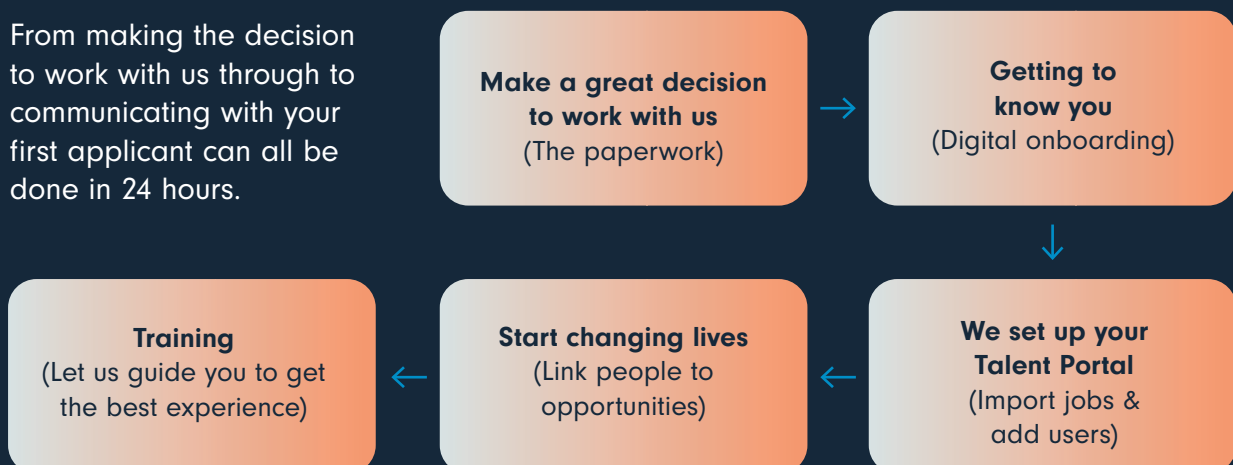 From making the decision
to work with us through to
communicating with your
first applicant can all be
done in 24 hours.
Make a great decision
to work with us
(The paperwork)
Getting to
know you
(Digital onboarding)
We set up your
Talent Portal
(Import jobs &
add users)
Start changing lives
(Link people to
opportunities)
Training
(Let us guide you to get
the best experience)